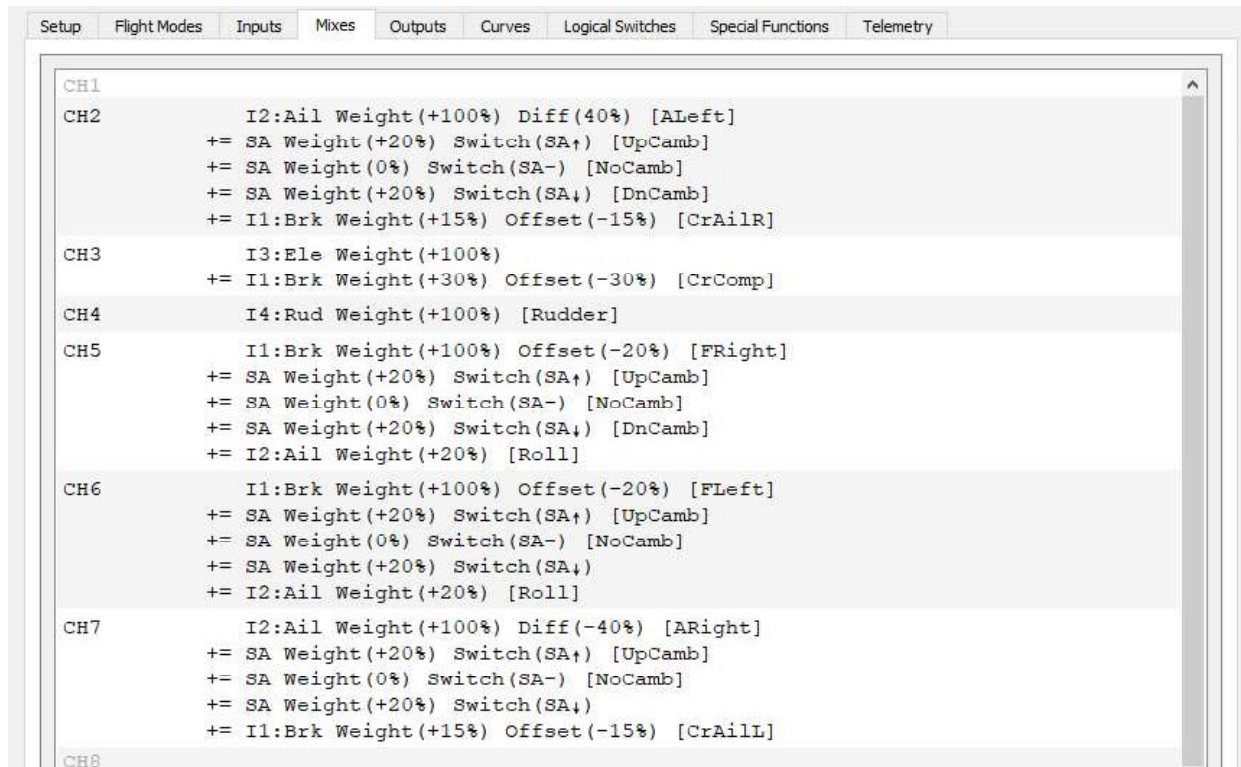 Setup Flight Modes Inputs Mixes Outputs Curves Logical Switches Special Functions Telemetry
CH1
CH2 I2:Ail Weight(+100%) Diff(40%) [ALeft]
+= SA Weight(+20%) Switch(SA↑) [UpCamb]
+= SA Weight(0%) Switch(SA-) [NoCamb]
+= SA Weight(+20%) Switch(SA↓) [DnCamb]
+= I1:Brk Weight(+15%) Offset(-15%) [CrAilR]
CH3 I3:Ele Weight(+100%)
+= I1:Brk Weight(+30%) Offset(-30%) [CrComp]
CH4 I4:Rud Weight(+100%) [Rudder]
CH5 I1:Brk Weight(+100%) Offset(-20%) [FRight]
+= SA Weight(+20%) Switch(SA↑) [UpCamb]
+= SA Weight(0%) Switch(SA-) [NoCamb]
+= SA Weight(+20%) Switch(SA↓) [DnCamb]
+= I2:Ail Weight(+20%) [Roll]
CH6 I1:Brk Weight(+100%) Offset(-20%) [FLeft]
+= SA Weight(+20%) Switch(SA↑) [UpCamb]
+= SA Weight(0%) Switch(SA-) [NoCamb]
+= SA Weight(+20%) Switch(SA↓)
+= I2:Ail Weight(+20%) [Roll]
CH7 I2:Ail Weight(+100%) Diff(-40%) [ARight]
+= SA Weight(+20%) Switch(SA↑) [UpCamb]
+= SA Weight(0%) Switch(SA-) [NoCamb]
+= SA Weight(+20%) Switch(SA↓)
+= I1:Brk Weight(+15%) Offset(-15%) [CrAilL]
CH8